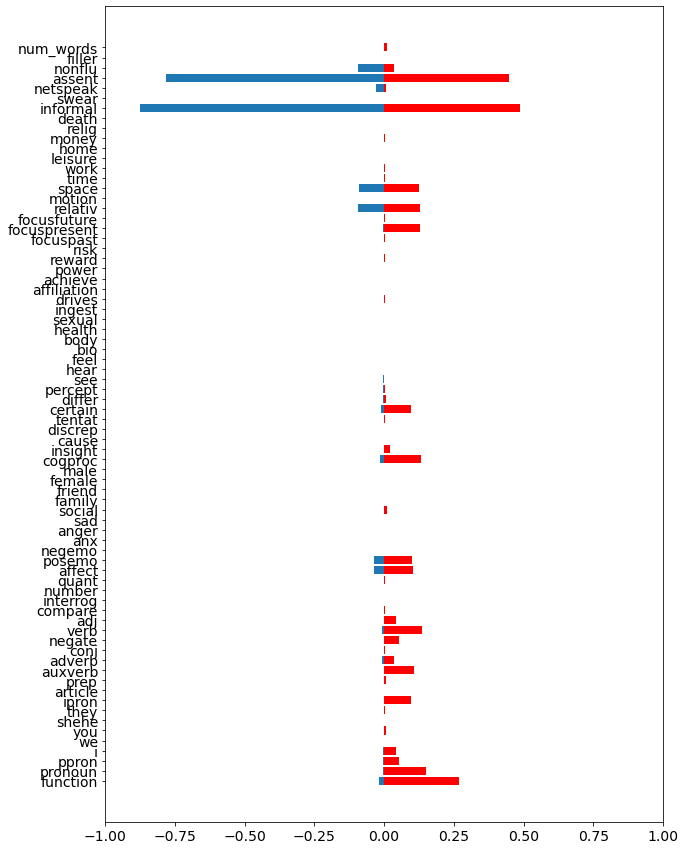 num_words
filler
nonflu
assent
netspeak
swear
informal
death
relig
money
home
leisure
work
time
space
motion
relativ
focusfuture
focuspresent
focuspast
risk
reward
power
achieve
affiliation
drives
ingest
sexual
health
body
bio
feel
hear
see
percept
differ
certain
tentat
discrep
cause
insight
cogproc
male
female
friend
family
social
sad
anger
anx
negemo
posemo
affect
quant
number
interrog
compare
adj
verb
negate
conj
adverb
auxverb
prep
article
ipron
they
shehe
you
we
i
ppron
pronoun
function
−1.00 −0.75 −0.50 −0.25 0.00 0.25 0.50 0.75 1.00